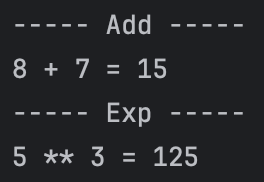 ----- Add -----
8 + 7 = 15
----- Exp -----
5 ** 3 = 125